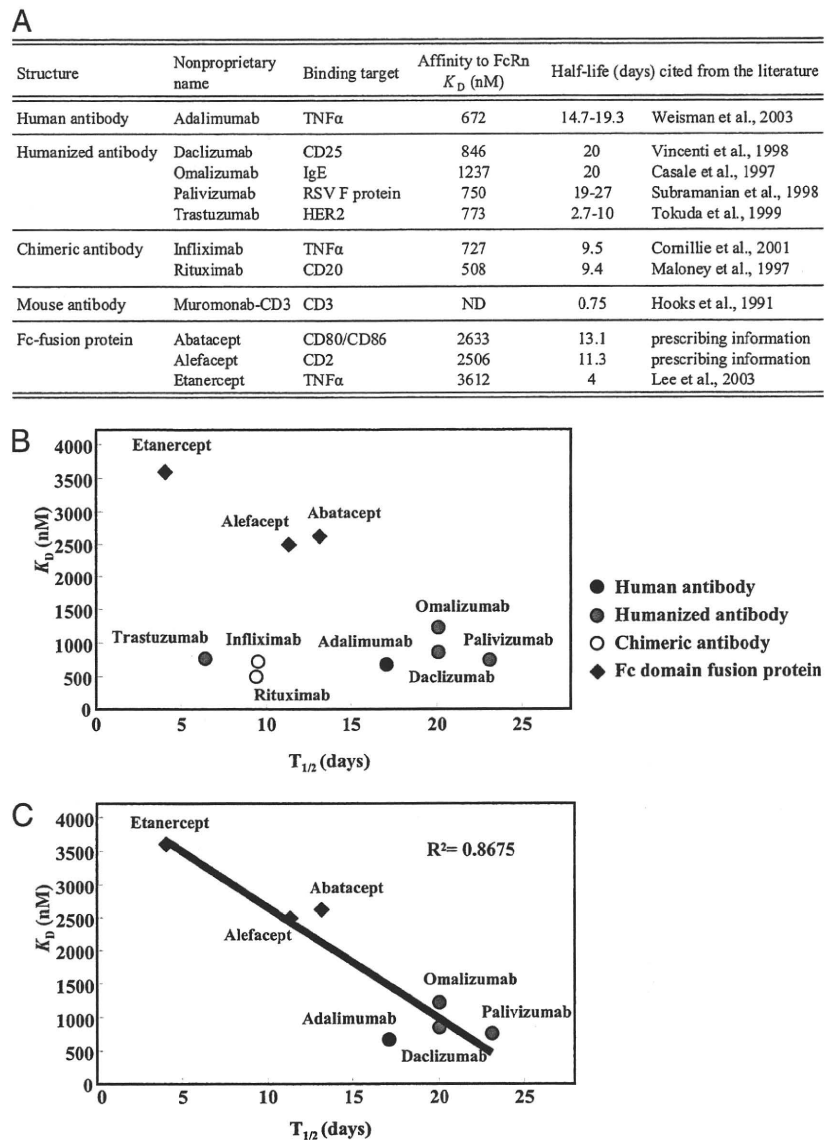 A
Structure Nonproprietary name Binding target Affinity to FcRn KD (nM) Half-life (days) cited from the literature
Human antibody Adalimumab TNFα 672 14.7-19.3 Weisman et al., 2003
Humanized antibody Daclizumab CD25 846 20 Vincenti et al., 1998
Omalizumab IgE 1237 20 Casale et al., 1997
Palivizumab RSV F protein 750 19-27 Subramanian et al., 1998
Trastuzumab HER2 773 2.7-10 Tokuda et al., 1999
Chimeric antibody Infliximab TNFα 727 9.5 Cornillie et al., 2001
Rituximab CD20 508 9.4 Maloney et al., 1997
Mouse antibody Muromonab-CD3 CD3 ND 0.75 Hooks et al., 1991
Fc-fusion protein Abatacept CD80/CD86 2633 13.1 prescribing information
Alefacept CD2 2506 11.3 prescribing information
Etanercept TNFα 3612 4 Lee et al., 2003
B
KD (nM)
4000
3500
3000
2500
2000
1500
1000
500
0
Etanercept
Alefacept
Abatacept
Omalizumab
Trastuzumab
Infliximab
Adalimumab
Palivizumab
Rituximab
Daclizumab
0 5 10 15 20 25
T1/2 (days)
Human antibody
Humanized antibody
Chimeric antibody
Fc domain fusion protein
C
KD (nM)
4000
3500
3000
2500
2000
1500
1000
500
0
Etanercept
R²= 0.8675
Abatacept
Alefacept
Omalizumab
Adalimumab
Palivizumab
Daclizumab
0 5 10 15 20 25
T1/2 (days)